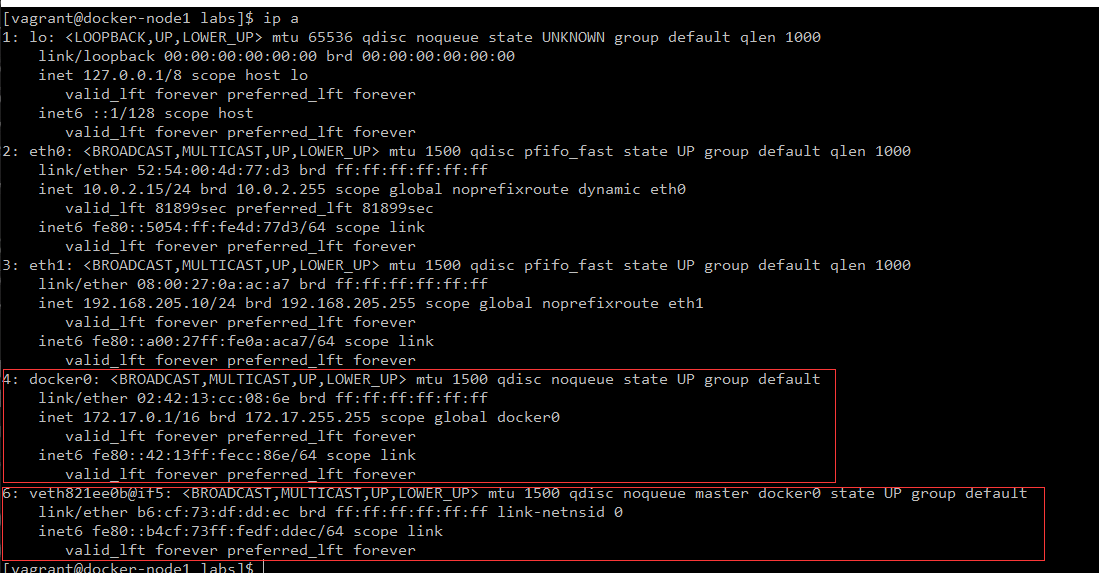 [vagrant@docker-node1 labs]$ ip a
1: lo: <LOOPBACK,UP,LOWER_UP> mtu 65536 qdisc noqueue state UNKNOWN group default qlen 1000
    link/loopback 00:00:00:00:00:00 brd 00:00:00:00:00:00
    inet 127.0.0.1/8 scope host lo
       valid_lft forever preferred_lft forever
    inet6 ::1/128 scope host
       valid_lft forever preferred_lft forever
2: eth0: <BROADCAST,MULTICAST,UP,LOWER_UP> mtu 1500 qdisc pfifo_fast state UP group default qlen 1000
    link/ether 52:54:00:4d:77:d3 brd ff:ff:ff:ff:ff:ff
    inet 10.0.2.15/24 brd 10.0.2.255 scope global noprefixroute dynamic eth0
       valid_lft 81899sec preferred_lft 81899sec
    inet6 fe80::5054:ff:fe4d:77d3/64 scope link
       valid_lft forever preferred_lft forever
3: eth1: <BROADCAST,MULTICAST,UP,LOWER_UP> mtu 1500 qdisc pfifo_fast state UP group default qlen 1000
    link/ether 08:00:27:0a:ac:a7 brd ff:ff:ff:ff:ff:ff
    inet 192.168.205.10/24 brd 192.168.205.255 scope global noprefixroute eth1
       valid_lft forever preferred_lft forever
    inet6 fe80::a00:27ff:fe0a:aca7/64 scope link
       valid_lft forever preferred_lft forever
4: docker0: <BROADCAST,MULTICAST,UP,LOWER_UP> mtu 1500 qdisc noqueue state UP group default
    link/ether 02:42:13:cc:08:6e brd ff:ff:ff:ff:ff:ff
    inet 172.17.0.1/16 brd 172.17.255.255 scope global docker0
       valid_lft forever preferred_lft forever
    inet6 fe80::42:13ff:fecc:86e/64 scope link
       valid_lft forever preferred_lft forever
6: veth821ee0b@if5: <BROADCAST,MULTICAST,UP,LOWER_UP> mtu 1500 qdisc noqueue master docker0 state UP group default
    link/ether b6:cf:73:df:dd:ec brd ff:ff:ff:ff:ff:ff link-netnsid 0
    inet6 fe80::b4cf:73ff:fedf:ddec/64 scope link
       valid_lft forever preferred_lft forever
[vagrant@docker-node1 labs]$